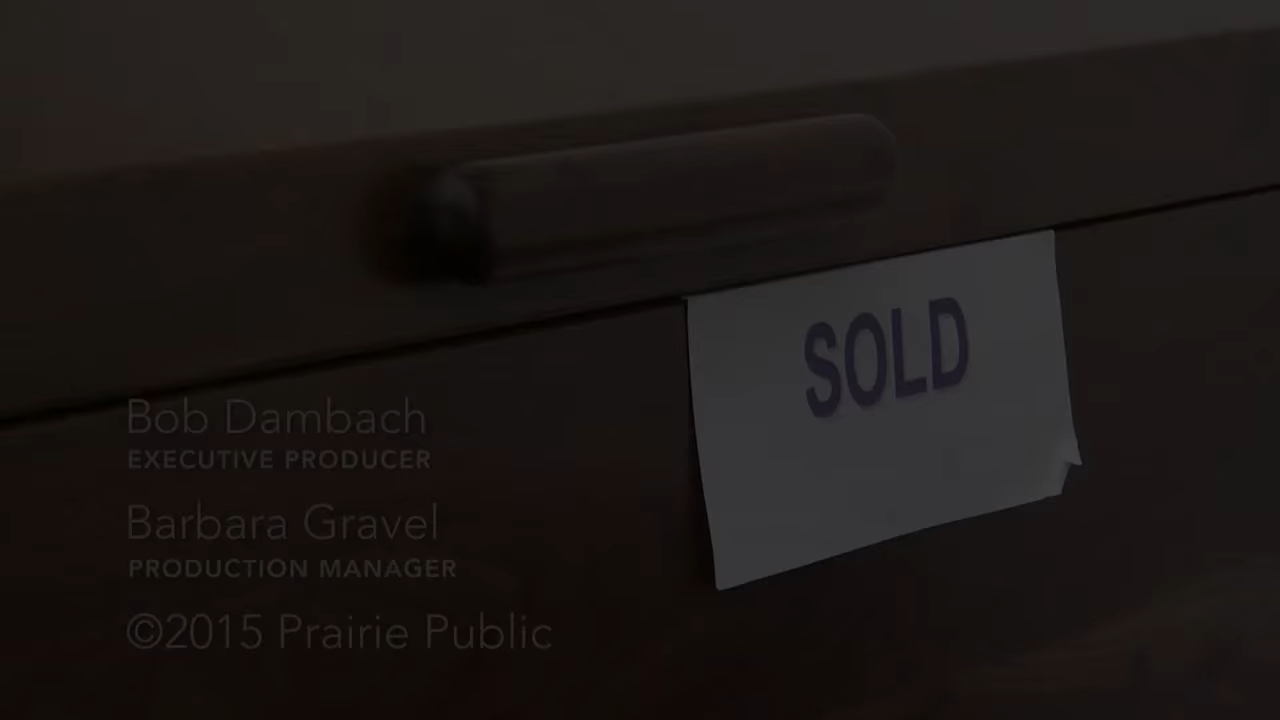 SOLD
Bob Dambach
EXECUTIVE PRODUCER
Barbara Gravel
PRODUCTION MANAGER
©2015 Prairie Public